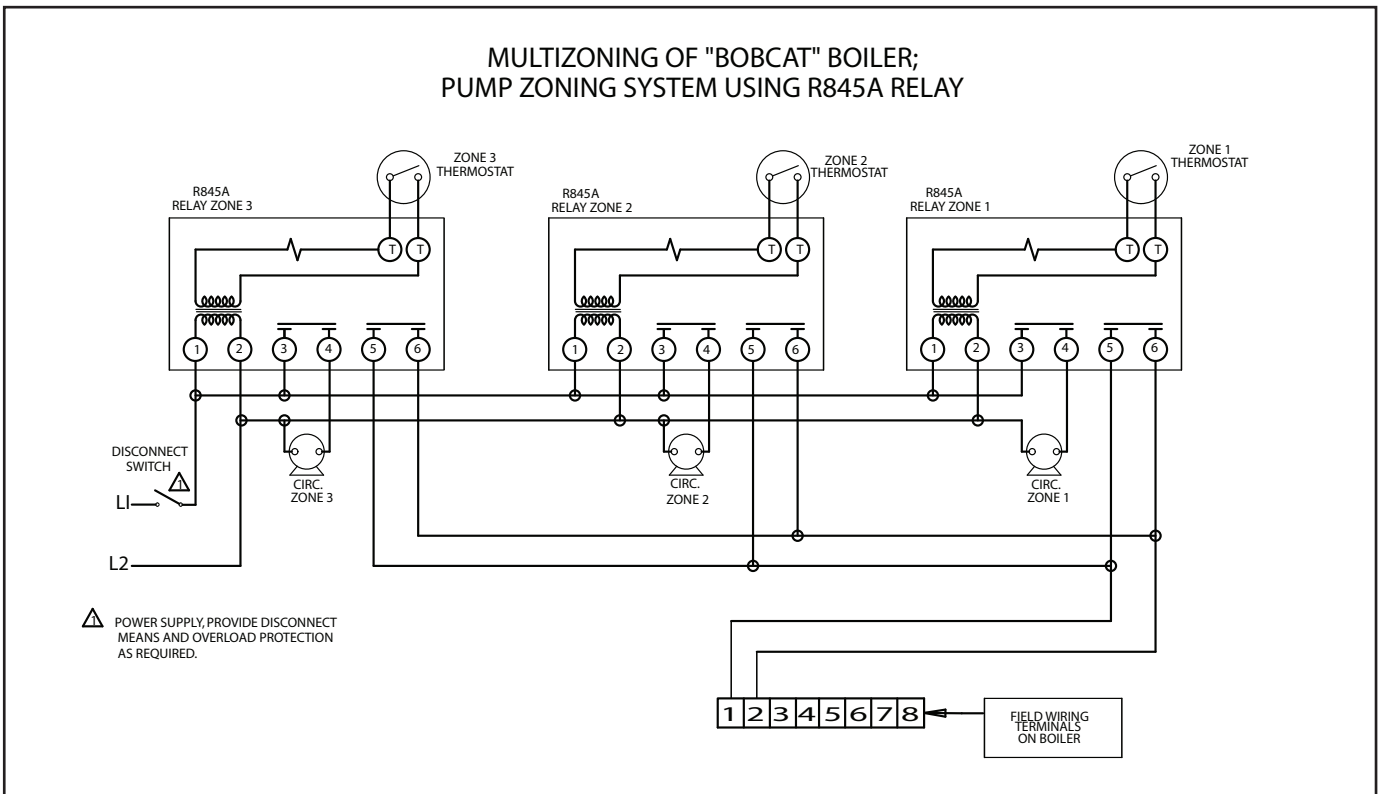 MULTIZONING OF "BOBCAT" BOILER;
PUMP ZONING SYSTEM USING R845A RELAY
ZONE 3
THERMOSTAT
R845A
RELAY ZONE 3
T T
1 2 3 4 5 6
ZONE 2
THERMOSTAT
R845A
RELAY ZONE 2
T T
1 2 3 4 5 6
ZONE 1
THERMOSTAT
R845A
RELAY ZONE 1
T T
1 2 3 4 5 6
DISCONNECT
SWITCH
1
LI
L2
CIRC.
ZONE 3
CIRC.
ZONE 2
CIRC.
ZONE 1
1 POWER SUPPLY, PROVIDE DISCONNECT
MEANS AND OVERLOAD PROTECTION
AS REQUIRED.
1 2 3 4 5 6 7 8
FIELD WIRING
TERMINALS
ON BOILER